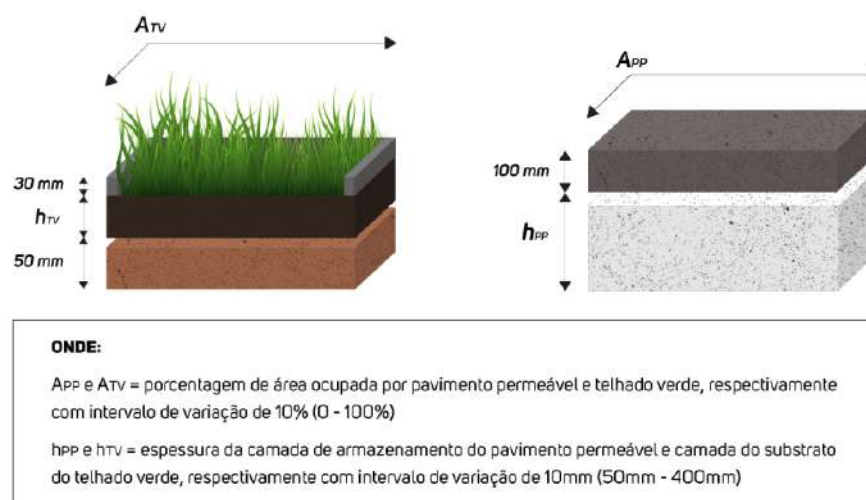 ATV
APP
30 mm
hTV
50 mm
100 mm
hPP
ONDE:
APP e ATV = porcentagem de área ocupada por pavimento permeável e telhado verde, respectivamente
com intervalo de variação de 10% (0 - 100%)
hPP e hTV = espessura da camada de armazenamento do pavimento permeável e camada do substrato
do telhado verde, respectivamente com intervalo de variação de 10mm (50mm - 400mm)